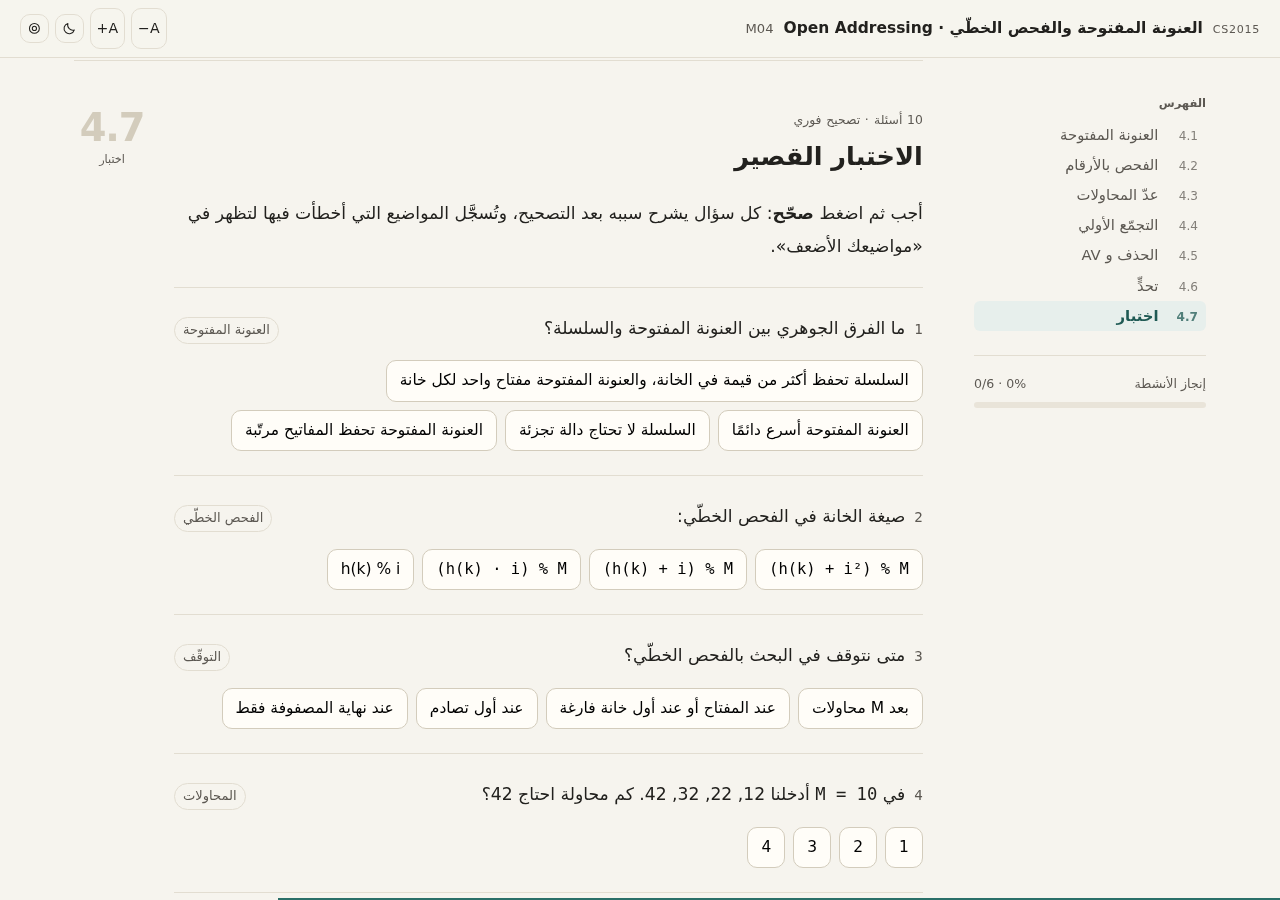 CS2015 العنونة المفتوحة والفحص الخطّي · Open Addressing M04
A− A+
الفهرس
4.1 العنونة المفتوحة
4.2 الفحص بالأرقام
4.3 عدّ المحاولات
4.4 التجمّع الأولي
4.5 الحذف و AV
4.6 تحدٍّ
4.7 اختبار
إنجاز الأنشطة 0/6 · 0%
4.7
اختبار
10 أسئلة · تصحيح فوري
الاختبار القصير
أجب ثم اضغط صحّح: كل سؤال يشرح سببه بعد التصحيح، وتُسجَّل المواضيع التي أخطأت فيها لتظهر في
«مواضيعك الأضعف».
1 ما الفرق الجوهري بين العنونة المفتوحة والسلسلة؟ العنونة المفتوحة
السلسلة تحفظ أكثر من قيمة في الخانة، والعنونة المفتوحة مفتاح واحد لكل خانة
العنونة المفتوحة أسرع دائمًا السلسلة لا تحتاج دالة تجزئة العنونة المفتوحة تحفظ المفاتيح مرتّبة
2 صيغة الخانة في الفحص الخطّي: الفحص الخطّي
(h(k) + i²) % M (h(k) + i) % M (h(k) · i) % M h(k) % i
3 متى نتوقف في البحث بالفحص الخطّي؟ التوقّف
بعد M محاولات عند المفتاح أو عند أول خانة فارغة عند أول تصادم عند نهاية المصفوفة فقط
4 في M = 10 أدخلنا 12, 22, 32, 42. كم محاولة احتاج 42؟ المحاولات
1 2 3 4